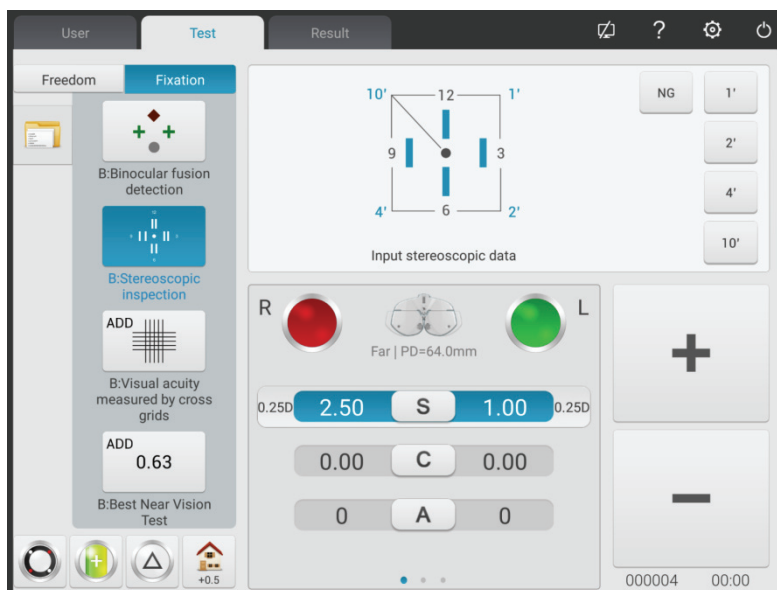 User
Test
Result
?
Freedom
Fixation
B:Binocular fusion
detection
B:Stereoscopic
inspection
ADD
B:Visual acuity
measured by cross
grids
ADD
0.63
B:Best Near Vision
Test
+0.5
10' 12 1'
9 3
4' 6 2'
Input stereoscopic data
NG
1'
2'
4'
10'
R
L
Far | PD=64.0mm
0.25D 2.50 S 1.00 0.25D
0.00 C 0.00
0 A 0
+
−
000004 00:00